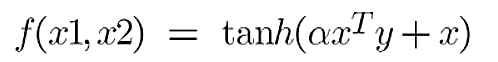 f(x1, x2) = tanh(αx^T y + x)